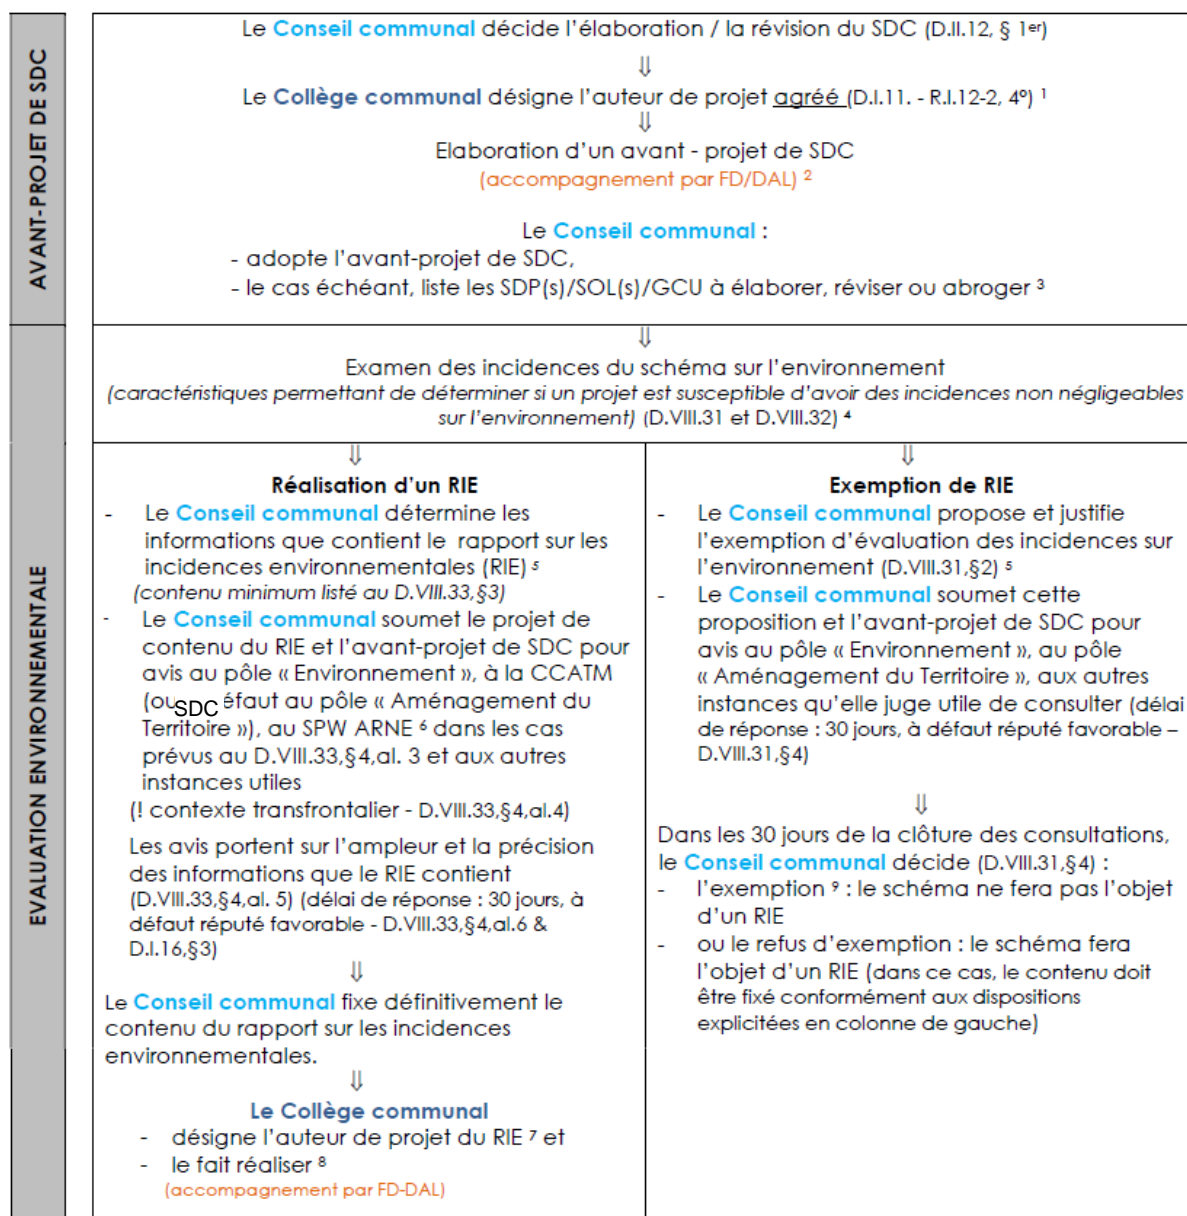 AVANT-PROJET DE SDC
Le Conseil communal décide l'élaboration / la révision du SDC (D.II.12, § 1er)
⇓
Le Collège communal désigne l'auteur de projet agréé (D.I.11. - R.I.12-2, 4°) 1
⇓
Elaboration d'un avant - projet de SDC
(accompagnement par FD/DAL) 2
Le Conseil communal :
- adopte l'avant-projet de SDC,
- le cas échéant, liste les SDP(s)/SOL(s)/GCU à élaborer, réviser ou abroger 3
EVALUATION ENVIRONNEMENTALE
⇓
Examen des incidences du schéma sur l'environnement
(caractéristiques permettant de déterminer si un projet est susceptible d'avoir des incidences non négligeables
sur l'environnement) (D.VIII.31 et D.VIII.32) 4
⇓
Réalisation d'un RIE
- Le Conseil communal détermine les
informations que contient le rapport sur les
incidences environnementales (RIE) 5
(contenu minimum listé au D.VIII.33,§3)
- Le Conseil communal soumet le projet de
contenu du RIE et l'avant-projet de SDC pour
avis au pôle « Environnement », à la CCATM
(ou SDC éfaut au pôle « Aménagement du
Territoire »), au SPW ARNE 6 dans les cas
prévus au D.VIII.33,§4,al. 3 et aux autres
instances utiles
(! contexte transfrontalier - D.VIII.33,§4,al.4)
Les avis portent sur l'ampleur et la précision
des informations que le RIE contient
(D.VIII.33,§4,al. 5) (délai de réponse : 30 jours, à
défaut réputé favorable - D.VIII.33,§4,al.6 &
D.I.16,§3)
⇓
Le Conseil communal fixe définitivement le
contenu du rapport sur les incidences
environnementales.
⇓
Le Collège communal
- désigne l'auteur de projet du RIE 7 et
- le fait réaliser 8
(accompagnement par FD-DAL)
⇓
Exemption de RIE
- Le Conseil communal propose et justifie
l'exemption d'évaluation des incidences sur
l'environnement (D.VIII.31,§2) 5
- Le Conseil communal soumet cette
proposition et l'avant-projet de SDC pour
avis au pôle « Environnement », au pôle
« Aménagement du Territoire », aux autres
instances qu'elle juge utile de consulter (délai
de réponse : 30 jours, à défaut réputé favorable –
D.VIII.31,§4)
⇓
Dans les 30 jours de la clôture des consultations,
le Conseil communal décide (D.VIII.31,§4) :
- l'exemption 9 : le schéma ne fera pas l'objet
d'un RIE
- ou le refus d'exemption : le schéma fera
l'objet d'un RIE (dans ce cas, le contenu doit
être fixé conformément aux dispositions
explicitées en colonne de gauche)